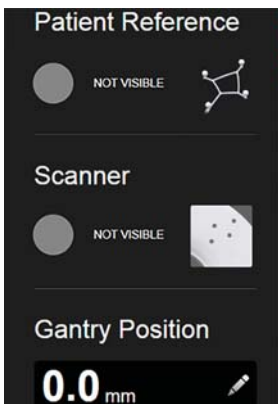 Patient Reference
NOT VISIBLE
Scanner
NOT VISIBLE
Gantry Position
0.0 mm